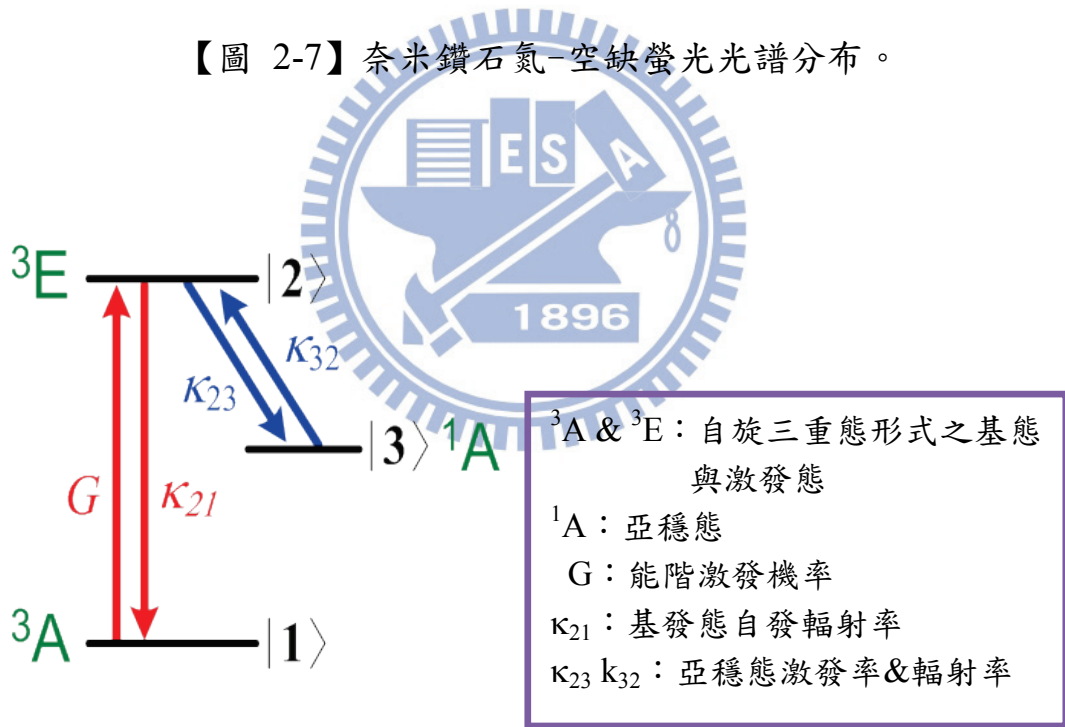 【圖 2-7】奈米鑽石氮-空缺螢光光譜分布。
E S A
1896
³E
|2⟩
κ₃₂
κ₂₃
|3⟩ ¹A
G
κ₂₁
³A
|1⟩
³A & ³E：自旋三重態形式之基態
與激發態
¹A：亞穩態
G：能階激發機率
κ₂₁：基發態自發輻射率
κ₂₃ k₃₂：亞穩態激發率&輻射率